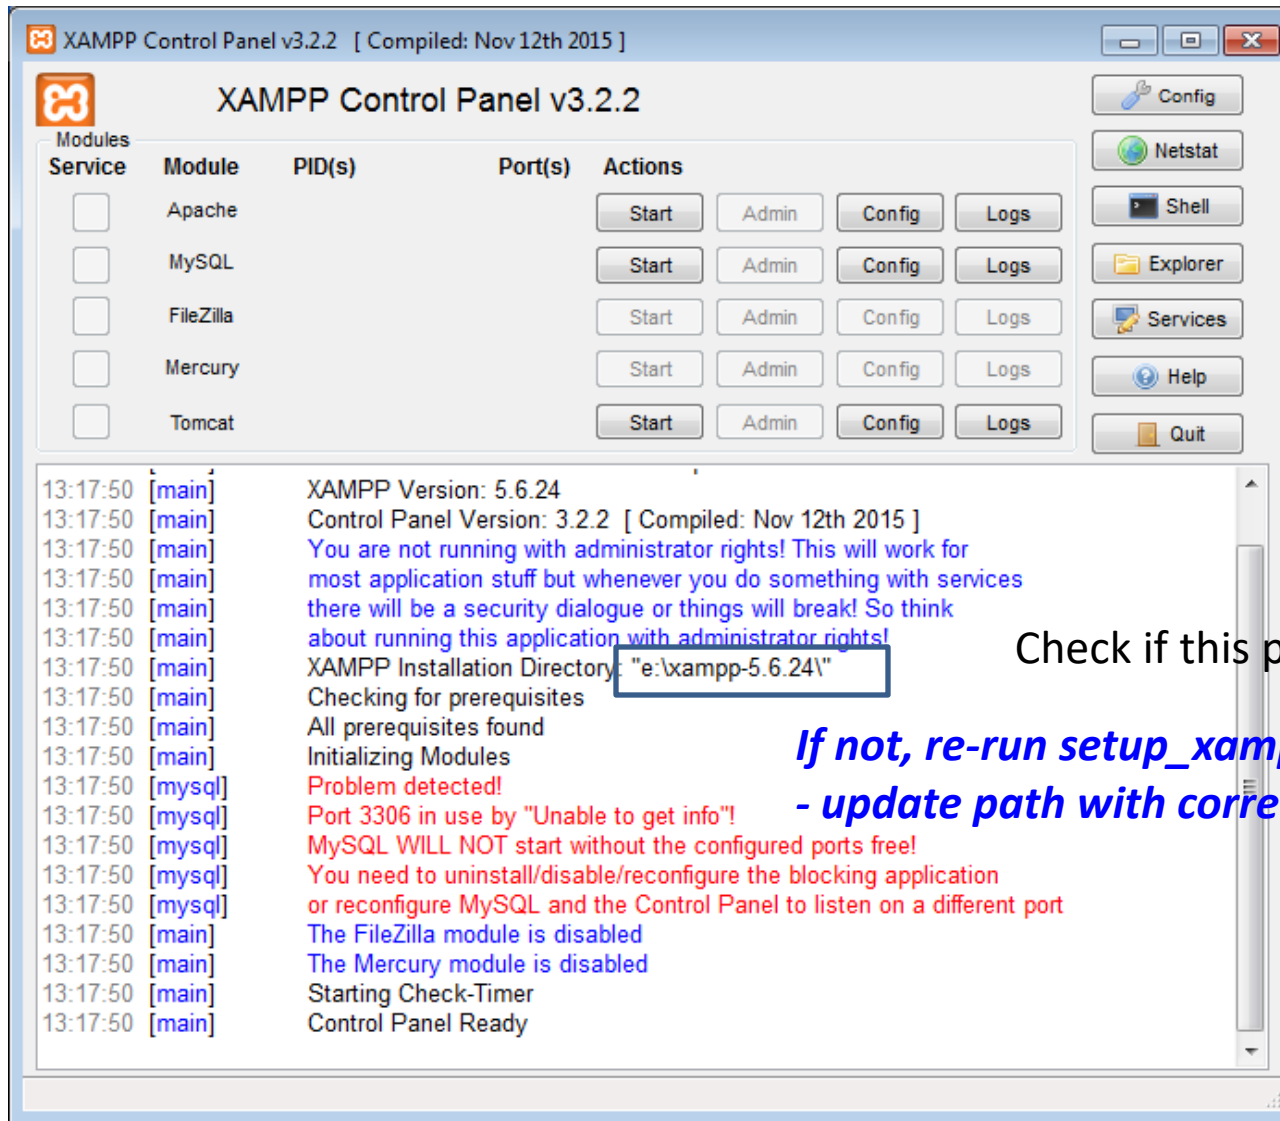 XAMPP Control Panel v3.2.2 [ Compiled: Nov 12th 2015 ]
XAMPP Control Panel v3.2.2
Config
Modules
Service Module PID(s) Port(s) Actions
Netstat
Apache Start Admin Config Logs
Shell
MySQL Start Admin Config Logs
Explorer
FileZilla Start Admin Config Logs
Services
Mercury Start Admin Config Logs
Help
Tomcat Start Admin Config Logs
Quit
13:17:50 [main] XAMPP Version: 5.6.24
13:17:50 [main] Control Panel Version: 3.2.2 [ Compiled: Nov 12th 2015 ]
13:17:50 [main] You are not running with administrator rights! This will work for
13:17:50 [main] most application stuff but whenever you do something with services
13:17:50 [main] there will be a security dialogue or things will break! So think
13:17:50 [main] about running this application with administrator rights!
13:17:50 [main] XAMPP Installation Directory: "e:\xampp-5.6.24\"
Check if this p
13:17:50 [main] Checking for prerequisites
13:17:50 [main] All prerequisites found
13:17:50 [main] Initializing Modules
If not, re-run setup_xamp
13:17:50 [mysql] Problem detected!
13:17:50 [mysql] Port 3306 in use by "Unable to get info"!
- update path with corre
13:17:50 [mysql] MySQL WILL NOT start without the configured ports free!
13:17:50 [mysql] You need to uninstall/disable/reconfigure the blocking application
13:17:50 [mysql] or reconfigure MySQL and the Control Panel to listen on a different port
13:17:50 [main] The FileZilla module is disabled
13:17:50 [main] The Mercury module is disabled
13:17:50 [main] Starting Check-Timer
13:17:50 [main] Control Panel Ready